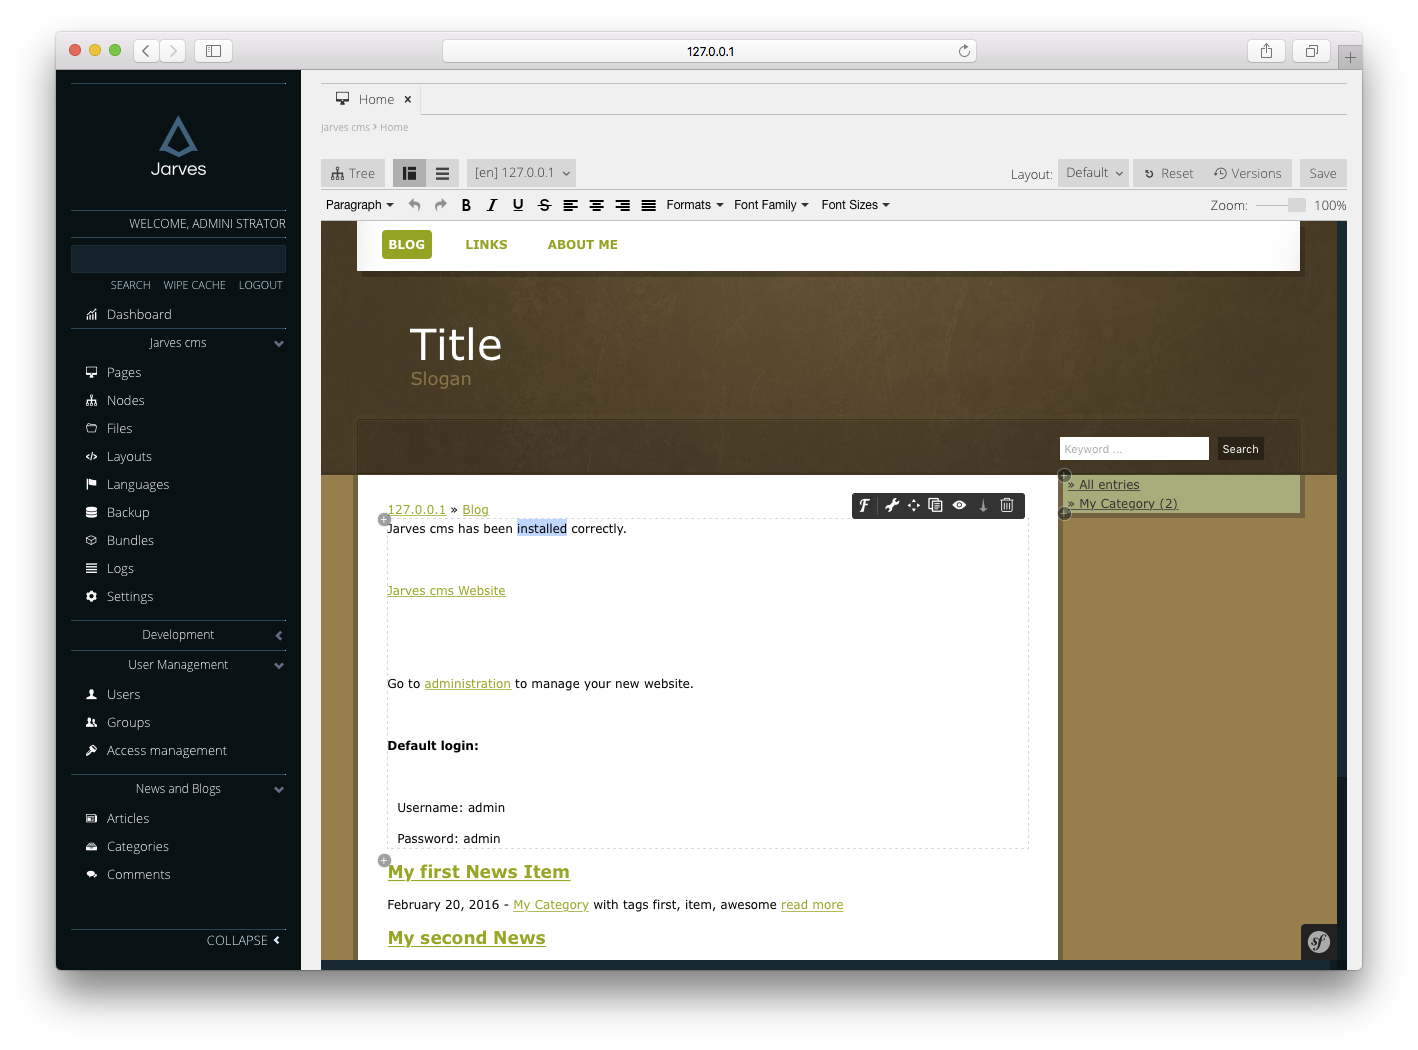 127.0.0.1
Jarves
WELCOME, ADMINI STRATOR
SEARCH WIPE CACHE LOGOUT
Dashboard
Jarves cms
Pages
Nodes
Files
Layouts
Languages
Backup
Bundles
Logs
Settings
Development
User Management
Users
Groups
Access management
News and Blogs
Articles
Categories
Comments
COLLAPSE
Home x
Jarves cms › Home
Tree [en] 127.0.0.1 Layout: Default Reset Versions Save
Paragraph B I U S Formats Font Family Font Sizes Zoom: 100%
BLOG LINKS ABOUT ME
Title
Slogan
Keyword ... Search
» All entries
» My Category (2)
127.0.0.1 » Blog
F
Jarves cms has been installed correctly.
Jarves cms Website
Go to administration to manage your new website.
Default login:
Username: admin
Password: admin
My first News Item
February 20, 2016 - My Category with tags first, item, awesome read more
My second News
sf